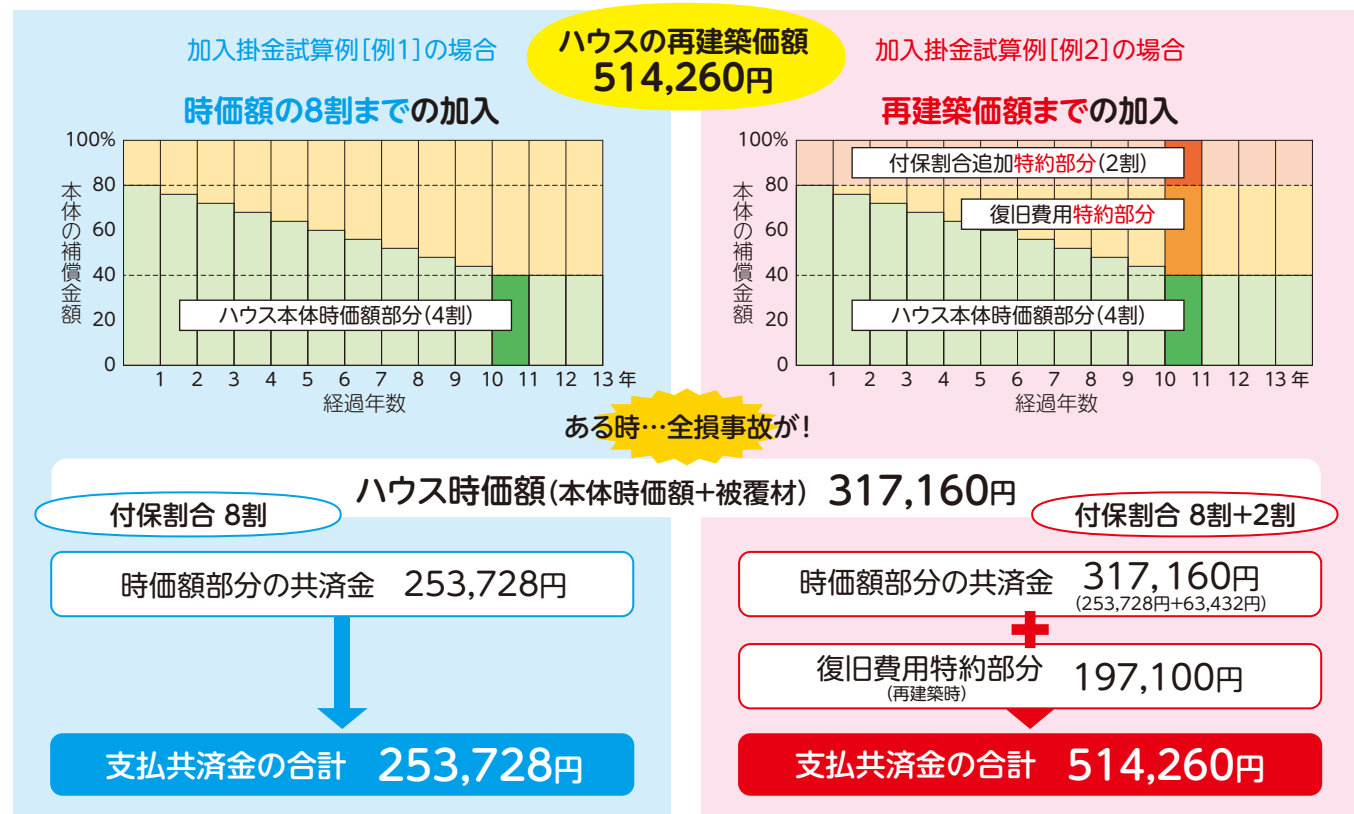 ハウスの再建築価額
514,260円
加入掛金試算例[例1]の場合
時価額の8割までの加入
100%
80
60
40
20
0
本体の補償金額
ハウス本体時価額部分(4割)
1 2 3 4 5 6 7 8 9 10 11 12 13 年
経過年数
加入掛金試算例[例2]の場合
再建築価額までの加入
100%
80
60
40
20
0
本体の補償金額
付保割合追加特約部分(2割)
復旧費用特約部分
ハウス本体時価額部分(4割)
1 2 3 4 5 6 7 8 9 10 11 12 13 年
経過年数
ある時…全損事故が!
ハウス時価額(本体時価額+被覆材) 317,160円
付保割合 8割
時価額部分の共済金 253,728円
支払共済金の合計 253,728円
付保割合 8割+2割
時価額部分の共済金 317,160円
(253,728円+63,432円)
復旧費用特約部分 197,100円
(再建築時)
支払共済金の合計 514,260円